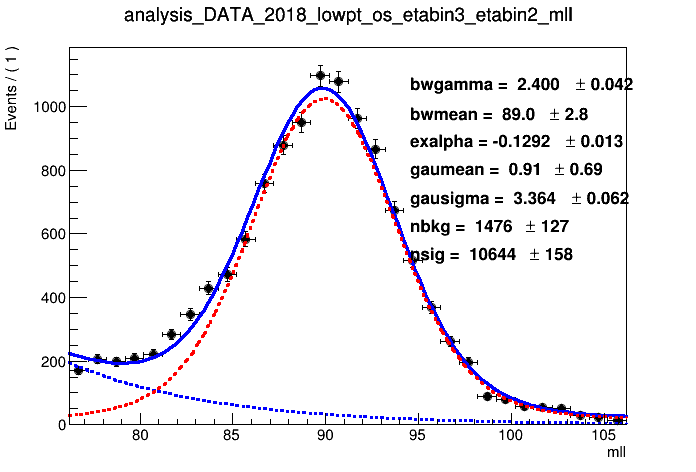 analysis_DATA_2018_lowpt_os_etabin3_etabin2_mll
Events / ( 1 )
bwgamma = 2.400 ± 0.042
bwmean = 89.0 ± 2.8
exalpha = -0.1292 ± 0.013
gaumean = 0.91 ± 0.69
gausigma = 3.364 ± 0.062
nbkg = 1476 ± 127
nsig = 10644 ± 158
1000
800
600
400
200
0
80 85 90 95 100 105
mll